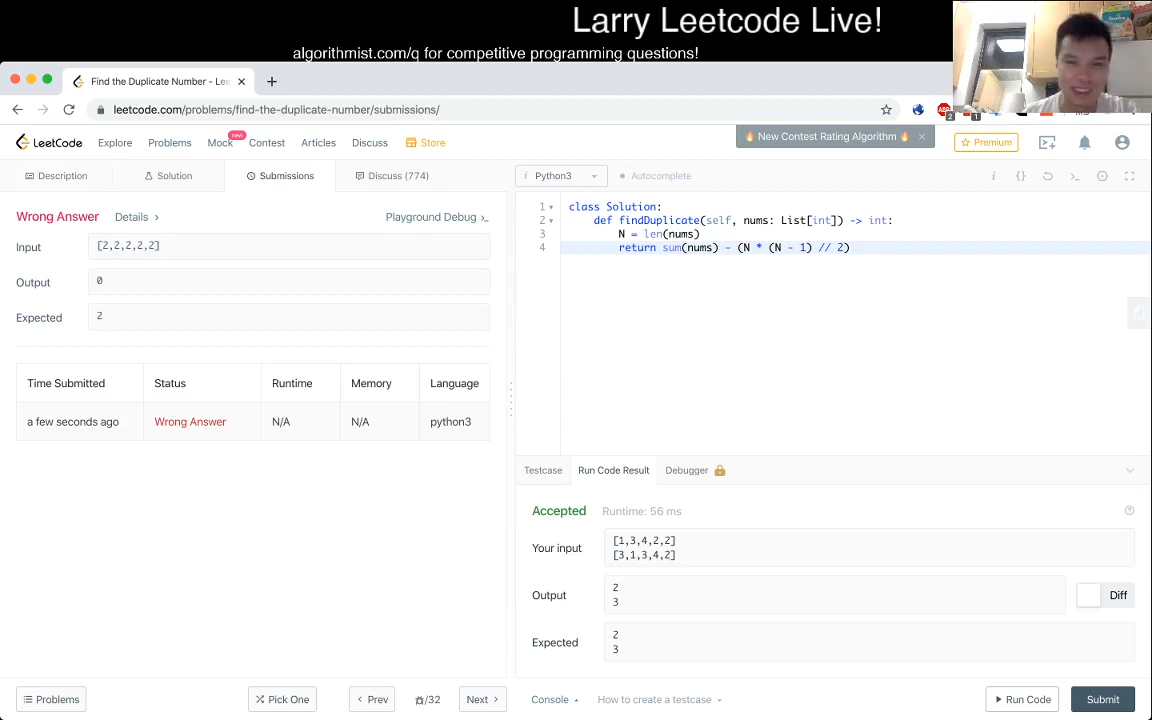 Larry Leetcode Live!
algorithmist.com/q for competitive programming questions!
Find the Duplicate Number - Lee
leetcode.com/problems/find-the-duplicate-number/submissions/
LeetCode
Explore
Problems
Mock
new
Contest
Articles
Discuss
Store
New Contest Rating Algorithm
Premium
Description
Solution
Submissions
Discuss (774)
Python3
Autocomplete
Wrong Answer
Details
Playground Debug
Input
[2,2,2,2,2]
Output
0
Expected
2
Time Submitted
Status
Runtime
Memory
Language
a few seconds ago
Wrong Answer
N/A
N/A
python3
1
class Solution:
2
def findDuplicate(self, nums: List[int]) -> int:
3
N = len(nums)
4
return sum(nums) - (N * (N - 1) // 2)
Testcase
Run Code Result
Debugger
Accepted
Runtime: 56 ms
Your input
[1,3,4,2,2]
[3,1,3,4,2]
Output
2
3
Diff
Expected
2
3
Problems
Pick One
Prev
/32
Next
Console
How to create a testcase
Run Code
Submit